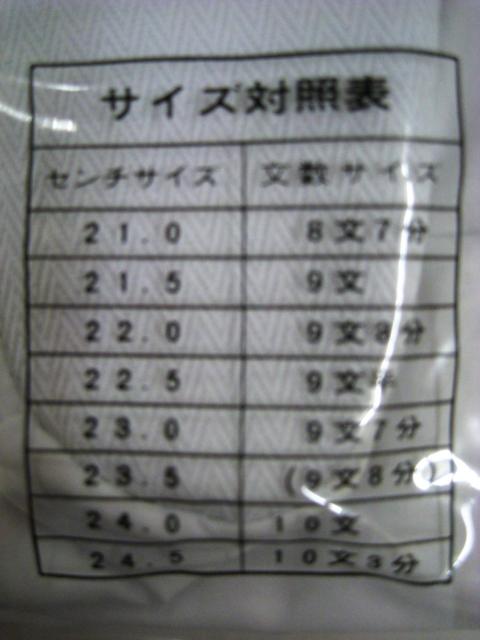 サイズ対照表
センチサイズ 文数サイズ
21.0 8文7分
21.5 9文
22.0 9文3分
22.5 9文半
23.0 9文7分
23.5 (9文8分)
24.0 10文
24.5 10文3分